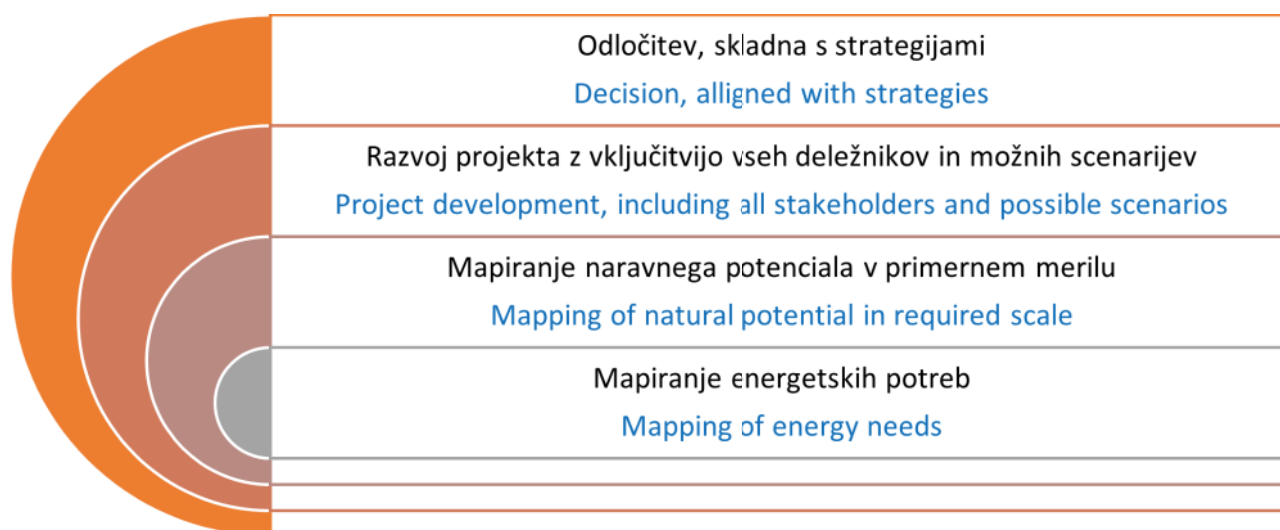 Odločitev, skladna s strategijami
Decision, alligned with strategies
Razvoj projekta z vključitvijo vseh deležnikov in možnih scenarijev
Project development, including all stakeholders and possible scenarios
Mapiranje naravnega potenciala v primernem merilu
Mapping of natural potential in required scale
Mapiranje energetskih potreb
Mapping of energy needs